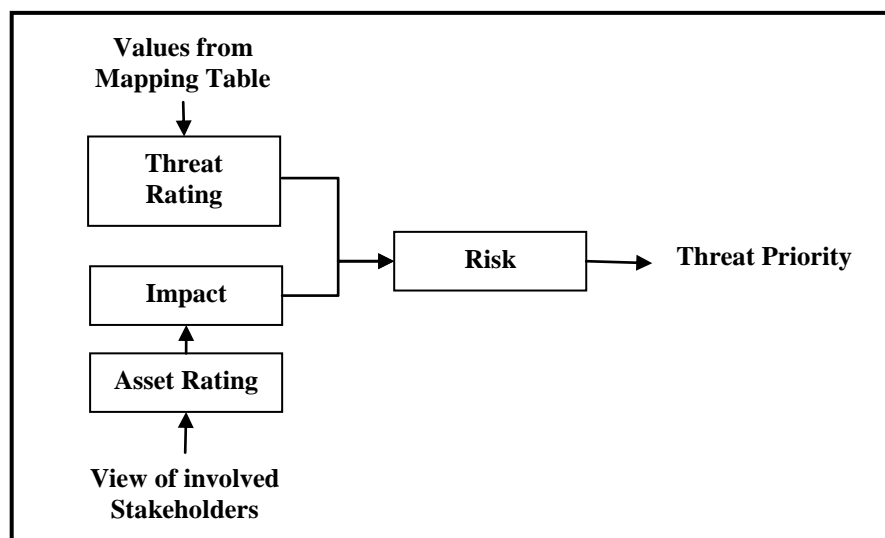 Values from
Mapping Table
Threat
Rating
Impact
Asset Rating
View of involved
Stakeholders
Risk
Threat Priority